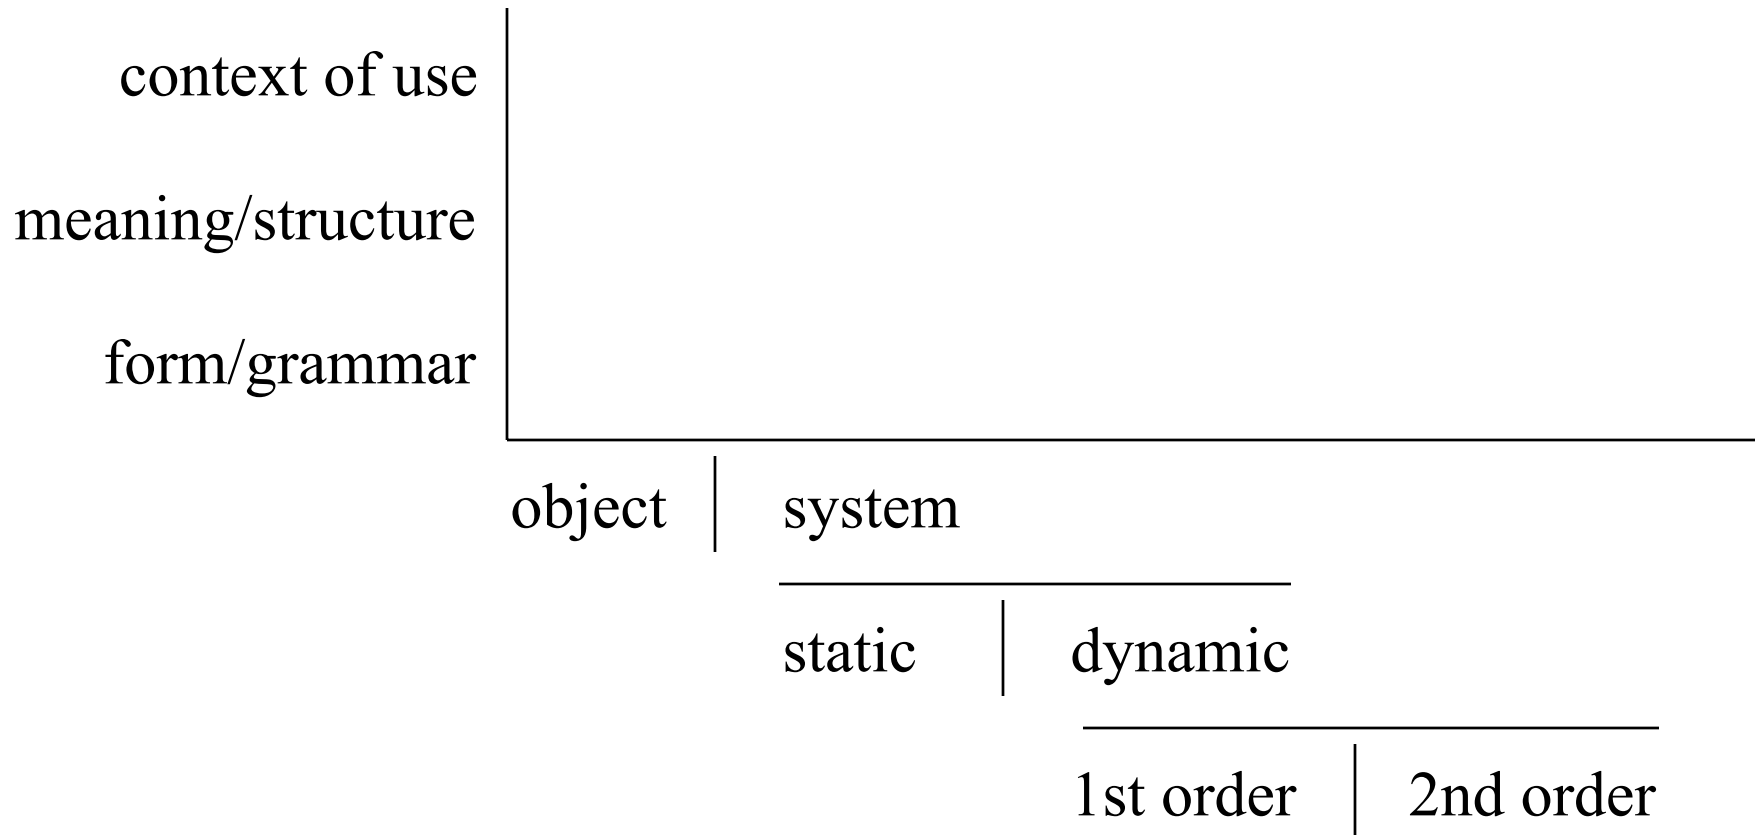 context of use
meaning/structure
form/grammar
object system
static dynamic
1st order 2nd order